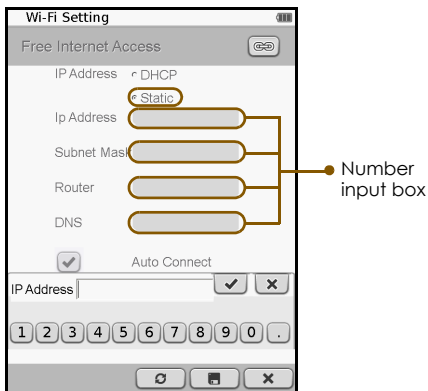 Wi-Fi Setting
Free Internet Access
IP Address DHCP
Static
Ip Address
Subnet Mask
Router
DNS
Number
input box
Auto Connect
IP Address
1 2 3 4 5 6 7 8 9 0 .